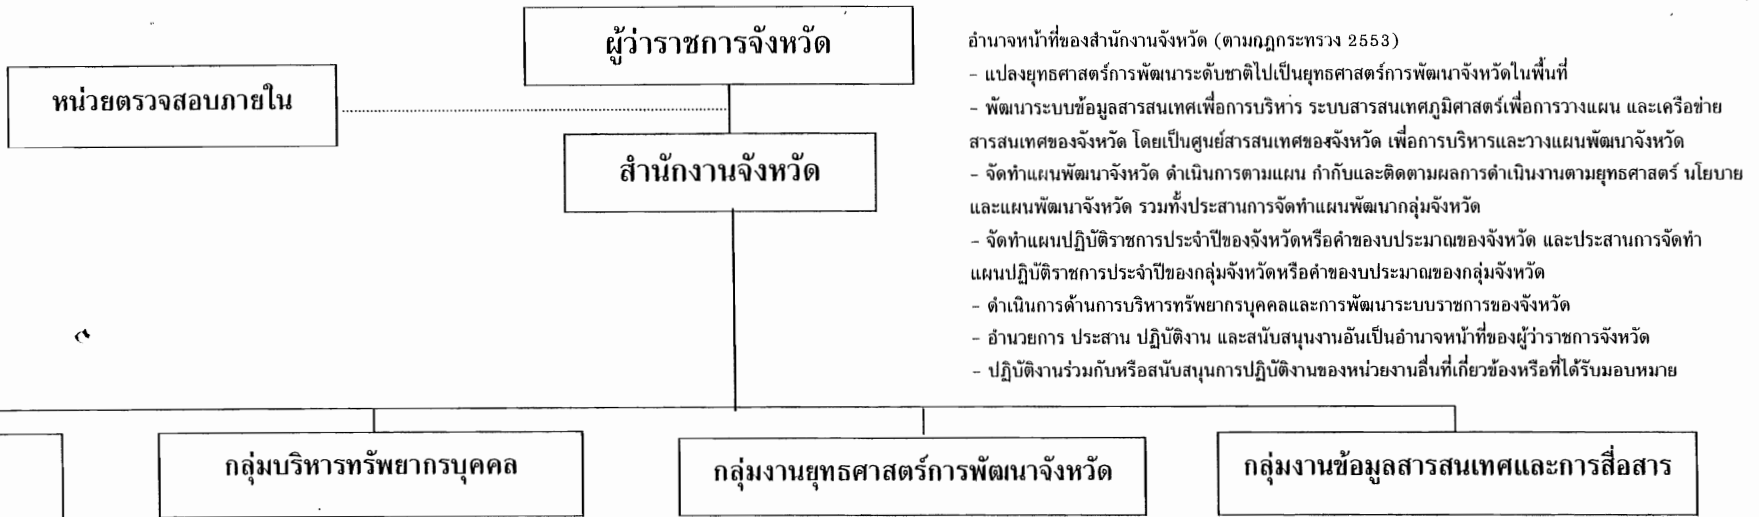 ผู้ว่าราชการจังหวัด
หน่วยตรวจสอบภายใน
สำนักงานจังหวัด
อำนาจหน้าที่ของสำนักงานจังหวัด (ตามกฎกระทรวง 2553)
- แปลงยุทธศาสตร์การพัฒนาระดับชาติไปเป็นยุทธศาสตร์การพัฒนาจังหวัดในพื้นที่
- พัฒนาระบบข้อมูลสารสนเทศเพื่อการบริหาร ระบบสารสนเทศภูมิศาสตร์เพื่อการวางแผน และเครือข่าย
สารสนเทศของจังหวัด โดยเป็นศูนย์สารสนเทศของจังหวัด เพื่อการบริหารและวางแผนพัฒนาจังหวัด
- จัดทำแผนพัฒนาจังหวัด ดำเนินการตามแผน กำกับและติดตามผลการดำเนินงานตามยุทธศาสตร์ นโยบาย
และแผนพัฒนาจังหวัด รวมทั้งประสานการจัดทำแผนพัฒนากลุ่มจังหวัด
- จัดทำแผนปฏิบัติราชการประจำปีของจังหวัดหรือคำของบประมาณของจังหวัด และประสานการจัดทำ
แผนปฏิบัติราชการประจำปีของกลุ่มจังหวัดหรือคำของบประมาณของกลุ่มจังหวัด
- ดำเนินการด้านการบริหารทรัพยากรบุคคลและการพัฒนาระบบราชการของจังหวัด
- อำนวยการ ประสาน ปฏิบัติงาน และสนับสนุนงานอันเป็นอำนาจหน้าที่ของผู้ว่าราชการจังหวัด
- ปฏิบัติงานร่วมกับหรือสนับสนุนการปฏิบัติงานของหน่วยงานอื่นที่เกี่ยวข้องหรือที่ได้รับมอบหมาย
กลุ่มบริหารทรัพยากรบุคคล
กลุ่มงานยุทธศาสตร์การพัฒนาจังหวัด
กลุ่มงานข้อมูลสารสนเทศและการสื่อสาร